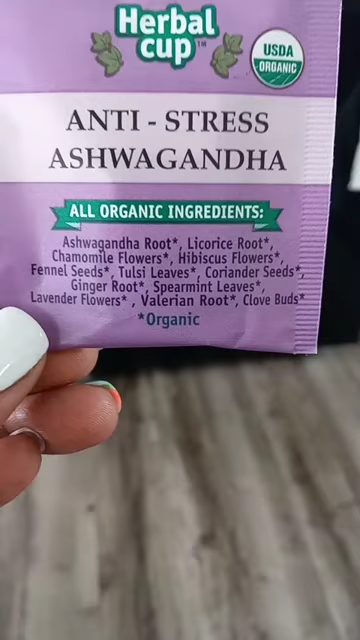 Herbal
cup™
USDA
ORGANIC
ANTI - STRESS
ASHWAGANDHA
ALL ORGANIC INGREDIENTS:
Ashwagandha Root*, Licorice Root*,
Chamomile Flowers*, Hibiscus Flowers*,
Fennel Seeds*, Tulsi Leaves*, Coriander Seeds*,
Ginger Root*, Spearmint Leaves*,
Lavender Flowers* , Valerian Root*, Clove Buds*
*Organic